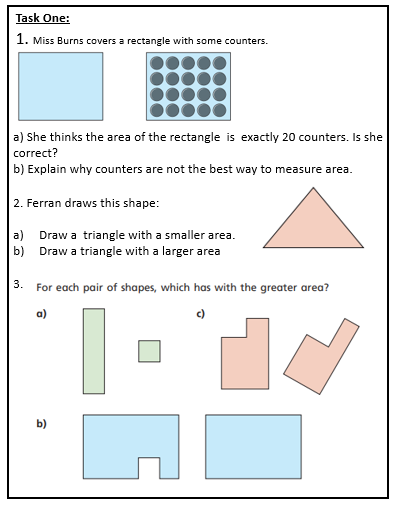 Task One:
1. Miss Burns covers a rectangle with some counters.
a) She thinks the area of the rectangle is exactly 20 counters. Is she
correct?
b) Explain why counters are not the best way to measure area.
2. Ferran draws this shape:
a) Draw a triangle with a smaller area.
b) Draw a triangle with a larger area
3. For each pair of shapes, which has with the greater area?
a)
c)
b)